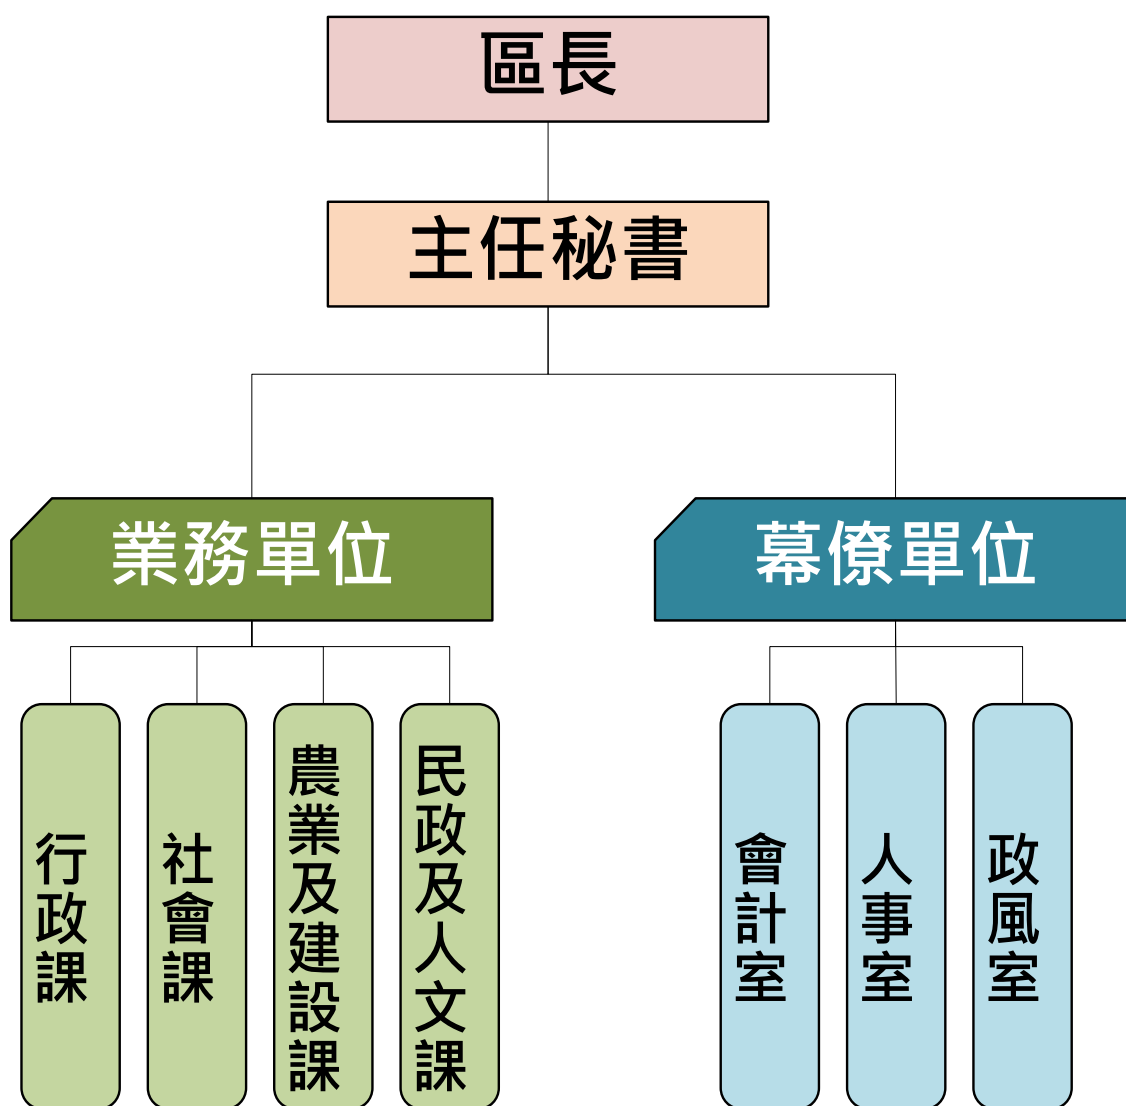 區長
主任秘書
業務單位
幕僚單位
行政課
社會課
農業及建設課
民政及人文課
會計室
人事室
政風室